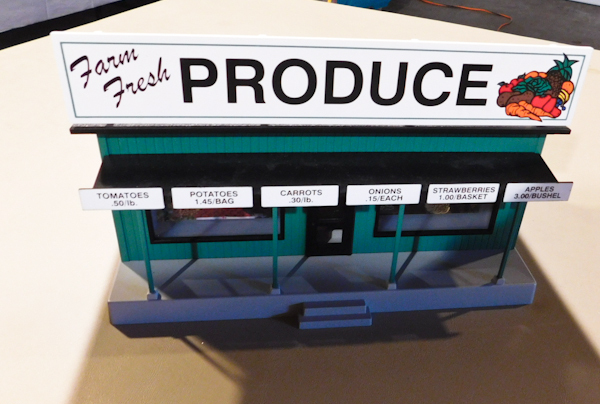 Farm
Fresh
PRODUCE
TOMATOES
.50/lb.
POTATOES
1.45/BAG
CARROTS
.30/lb.
ONIONS
.15/EACH
STRAWBERRIES
1.00/BASKET
APPLES
3.00/BUSHEL